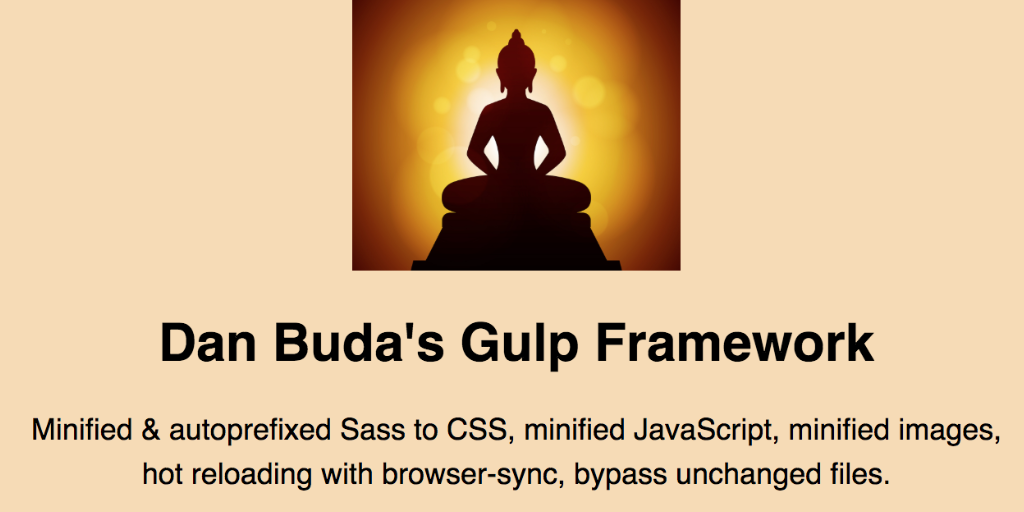 Dan Buda's Gulp Framework
Minified & autoprefixed Sass to CSS, minified JavaScript, minified images,
hot reloading with browser-sync, bypass unchanged files.